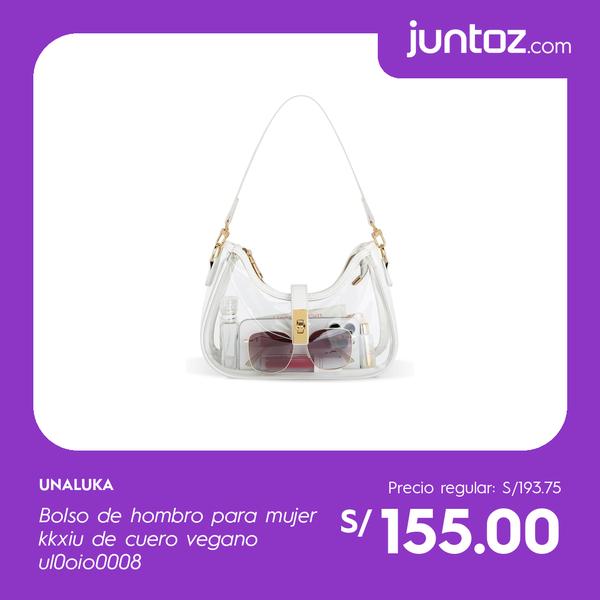 juntoz.com
UNALUKA
Bolso de hombro para mujer
kkxiu de cuero vegano
ul0oio0008
Precio regular: S/193.75
S/ 155.00